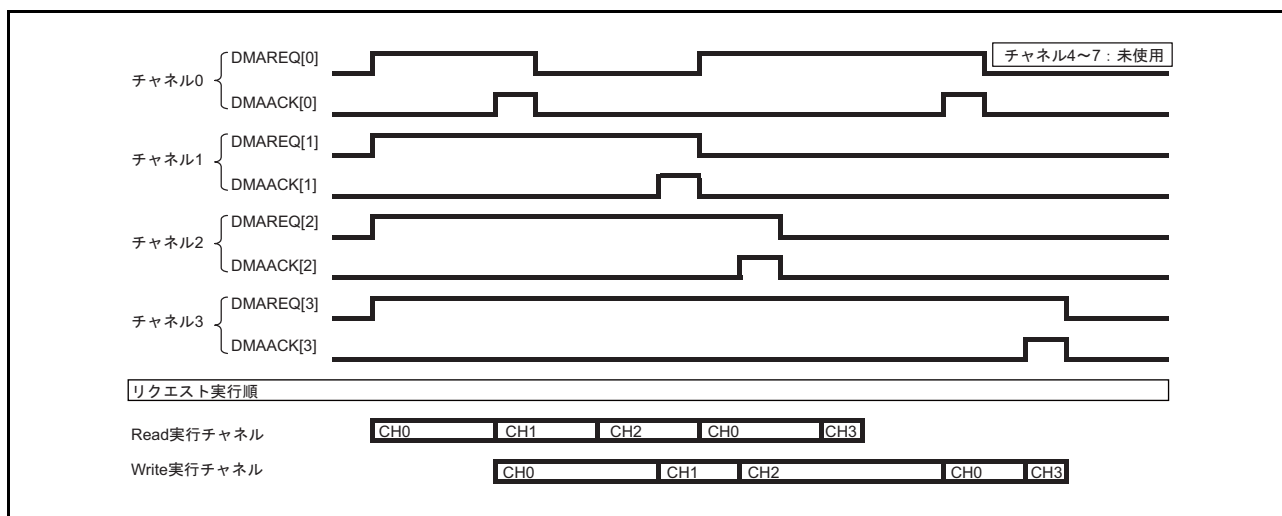 DMAREQ[0]
チャネル4～7：未使用
チャネル0
DMAACK[0]
DMAREQ[1]
チャネル1
DMAACK[1]
DMAREQ[2]
チャネル2
DMAACK[2]
DMAREQ[3]
チャネル3
DMAACK[3]
リクエスト実行順
Read実行チャネル CH0 CH1 CH2 CH0 CH3
Write実行チャネル CH0 CH1 CH2 CH0 CH3